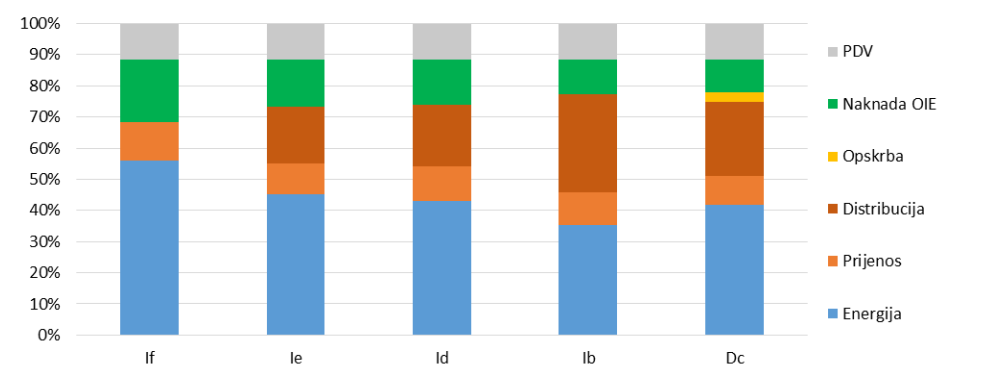 100%
90%
80%
70%
60%
50%
40%
30%
20%
10%
0%
If
Ie
Id
Ib
Dc
PDV
Naknada OIE
Opskrba
Distribucija
Prijenos
Energija